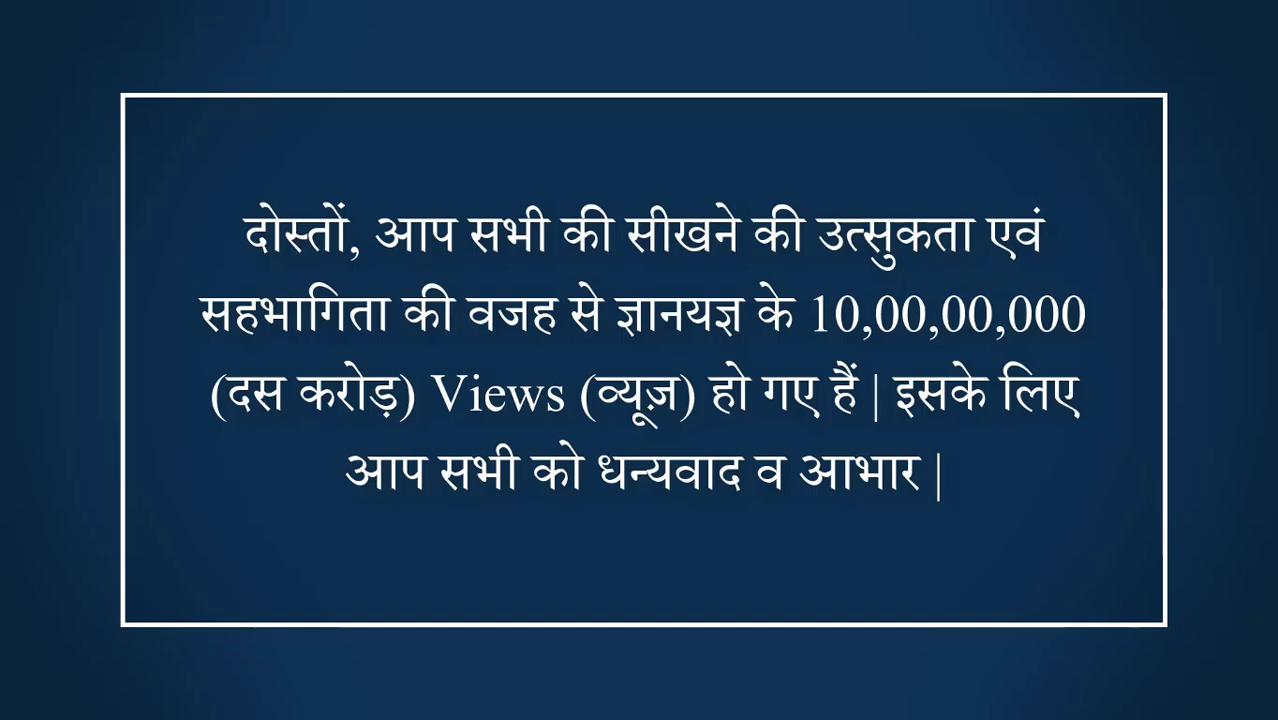 दोस्तों, आप सभी की सीखने की उत्सुकता एवं
सहभागिता की वजह से ज्ञानयज्ञ के 10,00,00,000
(दस करोड़) Views (व्यूज़) हो गए हैं | इसके लिए
आप सभी को धन्यवाद व आभार |